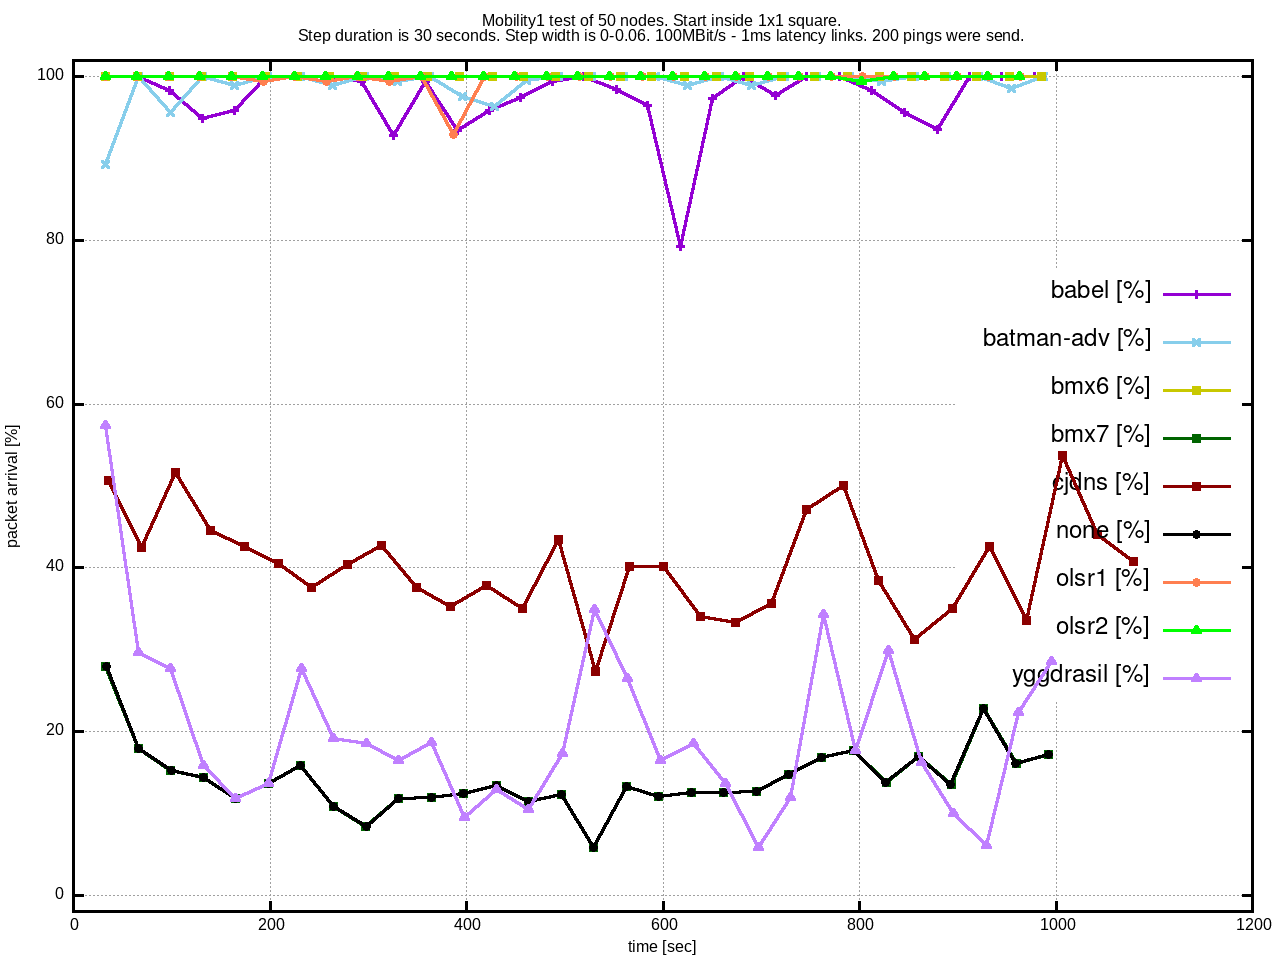 Mobility1 test of 50 nodes. Start inside 1x1 square.
Step duration is 30 seconds. Step width is 0-0.06. 100MBit/s - 1ms latency links. 200 pings were send.
100
80
60
40
20
0
packet arrival [%]
babel [%]
batman-adv [%]
bmx6 [%]
bmx7 [%]
cjdns [%]
none [%]
olsr1 [%]
olsr2 [%]
yggdrasil [%]
0 200 400 600 800 1000 1200
time [sec]